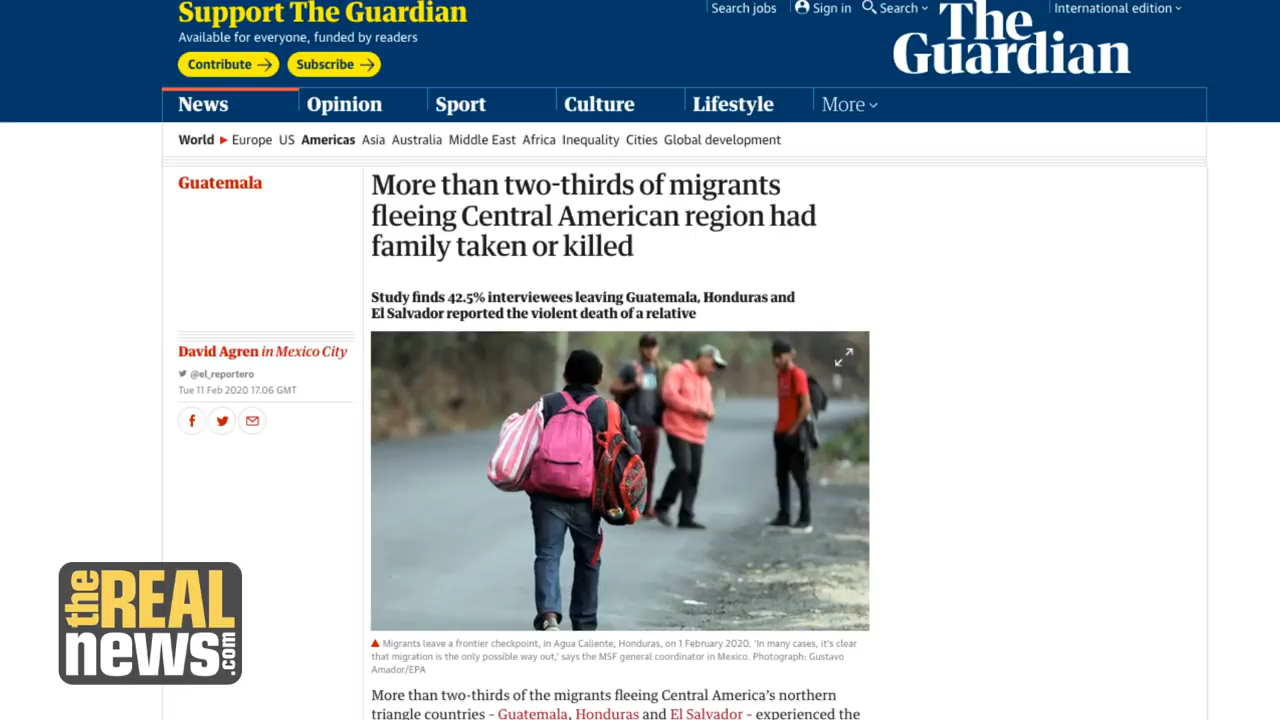 Support The Guardian
Available for everyone, funded by readers
Contribute →
Subscribe →
Search jobs
Sign in
Search
International edition
The Guardian
News
Opinion
Sport
Culture
Lifestyle
More
World ▶ Europe US Americas Asia Australia Middle East Africa Inequality Cities Global development
Guatemala
More than two-thirds of migrants
fleeing Central American region had
family taken or killed
Study finds 42.5% interviewees leaving Guatemala, Honduras and
El Salvador reported the violent death of a relative
David Agren in Mexico City
@el_reportero
Tue 11 Feb 2020 17.06 GMT
▲ Migrants leave a frontier checkpoint, in Agua Caliente, Honduras, on 1 February 2020. 'In many cases, it's clear
that migration is the only possible way out,' says the MSF general coordinator in Mexico. Photograph: Gustavo
Amador/EPA
More than two-thirds of the migrants fleeing Central America's northern
triangle countries – Guatemala, Honduras and El Salvador – experienced the
the REAL
news.com